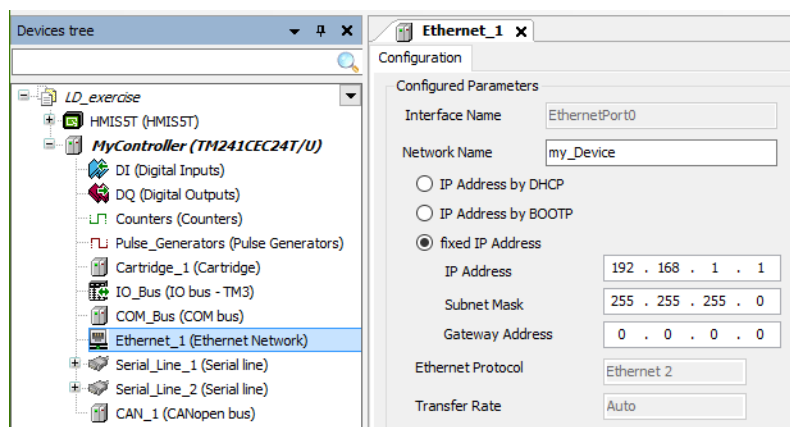 Devices tree
LD_exercise
HMIS5T (HMIS5T)
MyController (TM241CEC24T/U)
DI (Digital Inputs)
DQ (Digital Outputs)
Counters (Counters)
Pulse_Generators (Pulse Generators)
Cartridge_1 (Cartridge)
IO_Bus (IO bus - TM3)
COM_Bus (COM bus)
Ethernet_1 (Ethernet Network)
Serial_Line_1 (Serial line)
Serial_Line_2 (Serial line)
CAN_1 (CANopen bus)
Ethernet_1
Configuration
Configured Parameters
Interface Name EthernetPort0
Network Name my_Device
IP Address by DHCP
IP Address by BOOTP
fixed IP Address
IP Address 192 . 168 . 1 . 1
Subnet Mask 255 . 255 . 255 . 0
Gateway Address 0 . 0 . 0 . 0
Ethernet Protocol Ethernet 2
Transfer Rate Auto